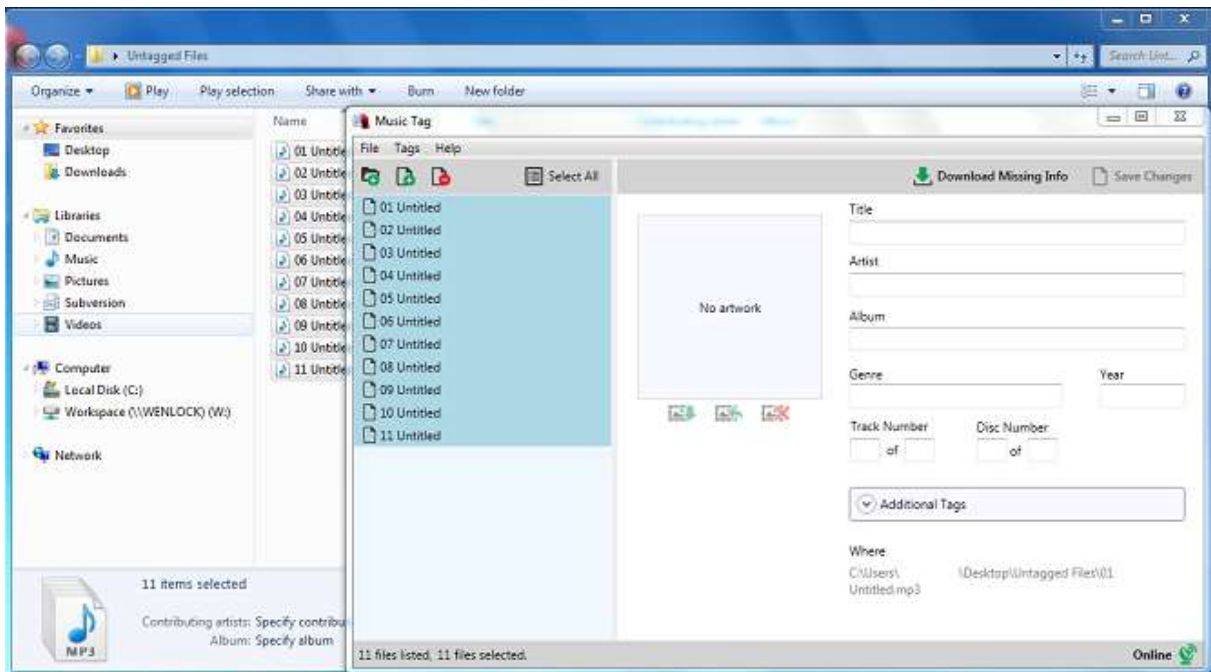 Untagged Files
Organize
Play
Play selection
Share with
Burn
New folder
Favorites
Desktop
Downloads
Libraries
Documents
Music
Pictures
Subversion
Videos
Computer
Local Disk (C:)
Workspace (\\WENLOCK) (W:)
Network
Name
01 Untitle
02 Untitle
03 Untitle
04 Untitle
05 Untitle
06 Untitle
07 Untitle
08 Untitle
09 Untitle
10 Untitle
11 Untitle
11 items selected
Contributing artists: Specify contribu
Album: Specify album
MP3
Music Tag
File Tags Help
Select All
Download Missing Info
Save Changes
01 Untitled
02 Untitled
03 Untitled
04 Untitled
05 Untitled
06 Untitled
07 Untitled
08 Untitled
09 Untitled
10 Untitled
11 Untitled
No artwork
Title
Artist
Album
Genre
Year
Track Number
Disc Number
of
of
Additional Tags
Where
C:\Users\ \Desktop\Untagged Files\01
Untitled.mp3
11 files listed, 11 files selected.
Online